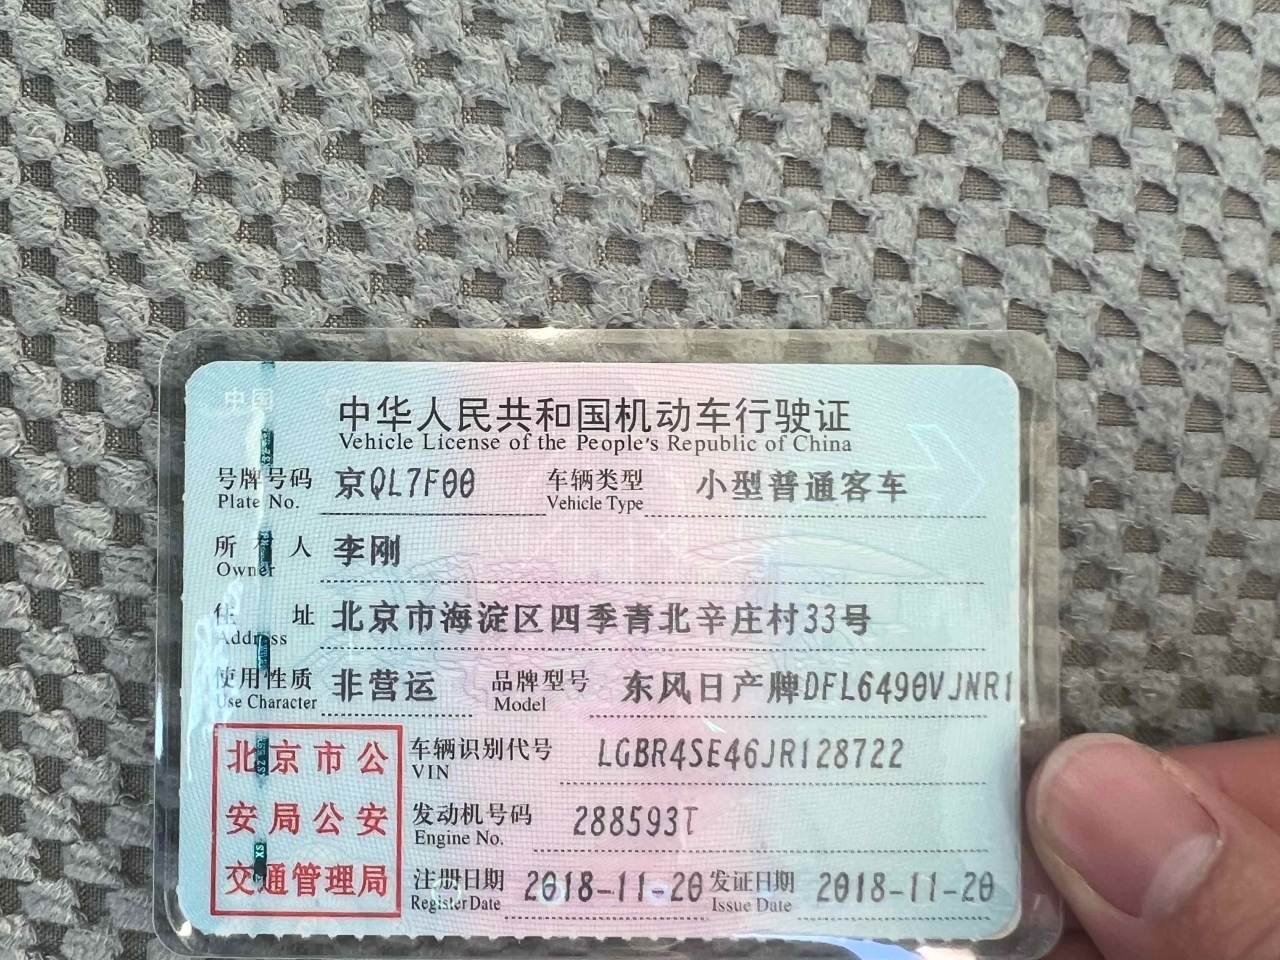 中国
中华人民共和国机动车行驶证
Vehicle License of the People's Republic of China
号牌号码 京QL7F00 车辆类型 小型普通客车
Plate No. Vehicle Type
所有人 李刚
Owner
住址 北京市海淀区四季青北辛庄村33号
Address
使用性质 非营运 品牌型号 东风日产牌DFL6490VJNR1
Use Character Model
北京市公 车辆识别代号 LGBR4SE46JR128722
VIN
安局公安 发动机号码 288593T
Engine No.
交通管理局 注册日期 2018-11-20 发证日期 2018-11-20
Register Date Issue Date